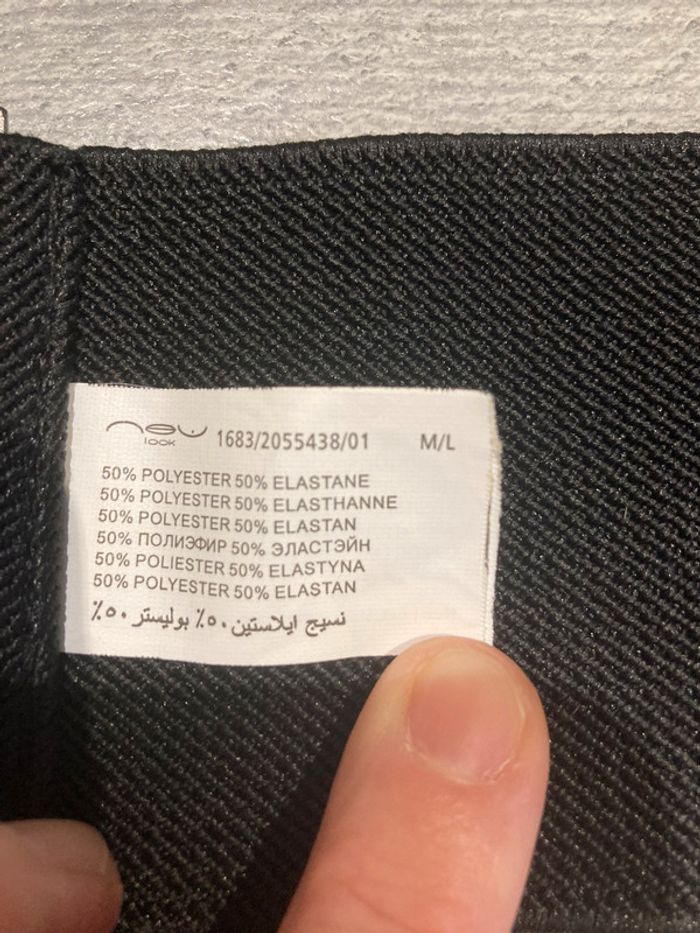 new look 1683/2055438/01 M/L
50% POLYESTER 50% ELASTANE
50% POLYESTER 50% ELASTHANNE
50% POLYESTER 50% ELASTAN
50% ПОЛИЭФИР 50% ЭЛАСТЭЙН
50% POLIESTER 50% ELASTYNA
50% POLYESTER 50% ELASTAN
نسيج ايلاستين ٥٠٪ بوليستر ٥٠٪